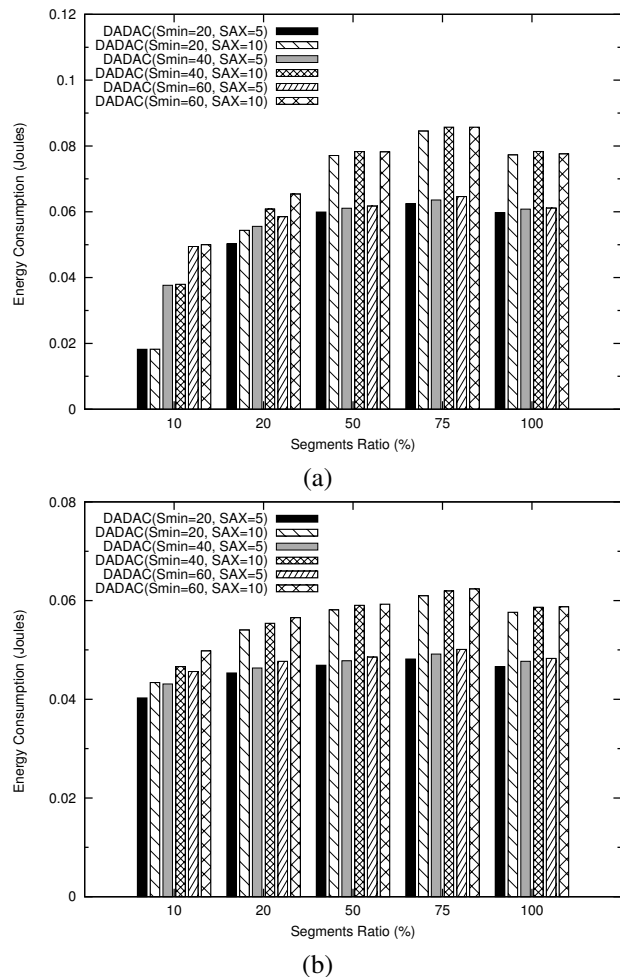 0.12
0.1
0.08
0.06
0.04
0.02
0
Energy Consumption (Joules)
DADAC(Smin=20, SAX=5)
DADAC(Smin=20, SAX=10)
DADAC(Smin=40, SAX=5)
DADAC(Smin=40, SAX=10)
DADAC(Smin=60, SAX=5)
DADAC(Smin=60, SAX=10)
10 20 50 75 100
Segments Ratio (%)
(a)
0.08
0.06
0.04
0.02
0
Energy Consumption (Joules)
DADAC(Smin=20, SAX=5)
DADAC(Smin=20, SAX=10)
DADAC(Smin=40, SAX=5)
DADAC(Smin=40, SAX=10)
DADAC(Smin=60, SAX=5)
DADAC(Smin=60, SAX=10)
10 20 50 75 100
Segments Ratio (%)
(b)